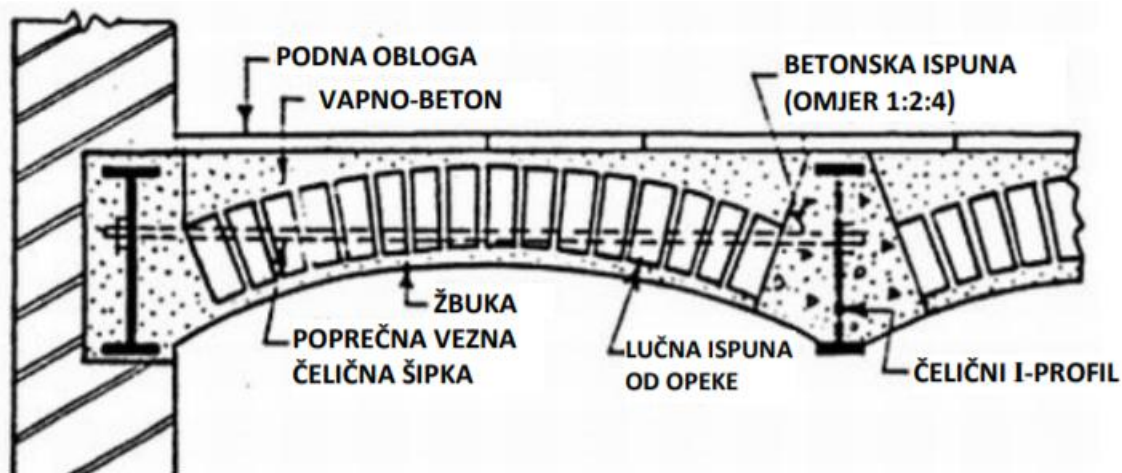 PODNA OBLOGA
VAPNO-BETON
BETONSKA ISPUNA
(OMJER 1:2:4)
ŽBUKA
POPREČNA VEZNA
ČELIČNA ŠIPKA
LUČNA ISPUNA
OD OPEKE
ČELIČNI I-PROFIL